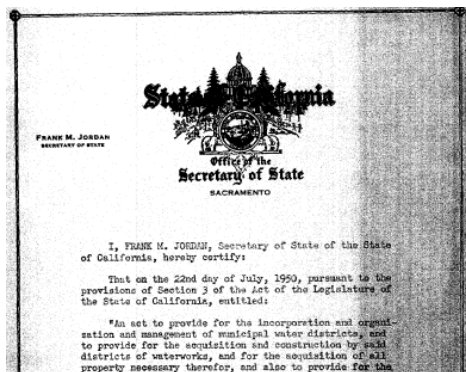 State of California
FRANK M. JORDAN
SECRETARY OF STATE
Office of the
Secretary of State
SACRAMENTO
I, FRANK M. JORDAN, Secretary of State of the State
of California, hereby certify:
That on the 22nd day of July, 1950, pursuant to the
provisions of Section 3 of the Act of the Legislature of
the State of California, entitled:
"An act to provide for the incorporation and organi-
zation and management of municipal water districts, and
to provide for the acquisition and construction by said
districts of waterworks, and for the acquisition of all
property necessary therefor, and also to provide for the